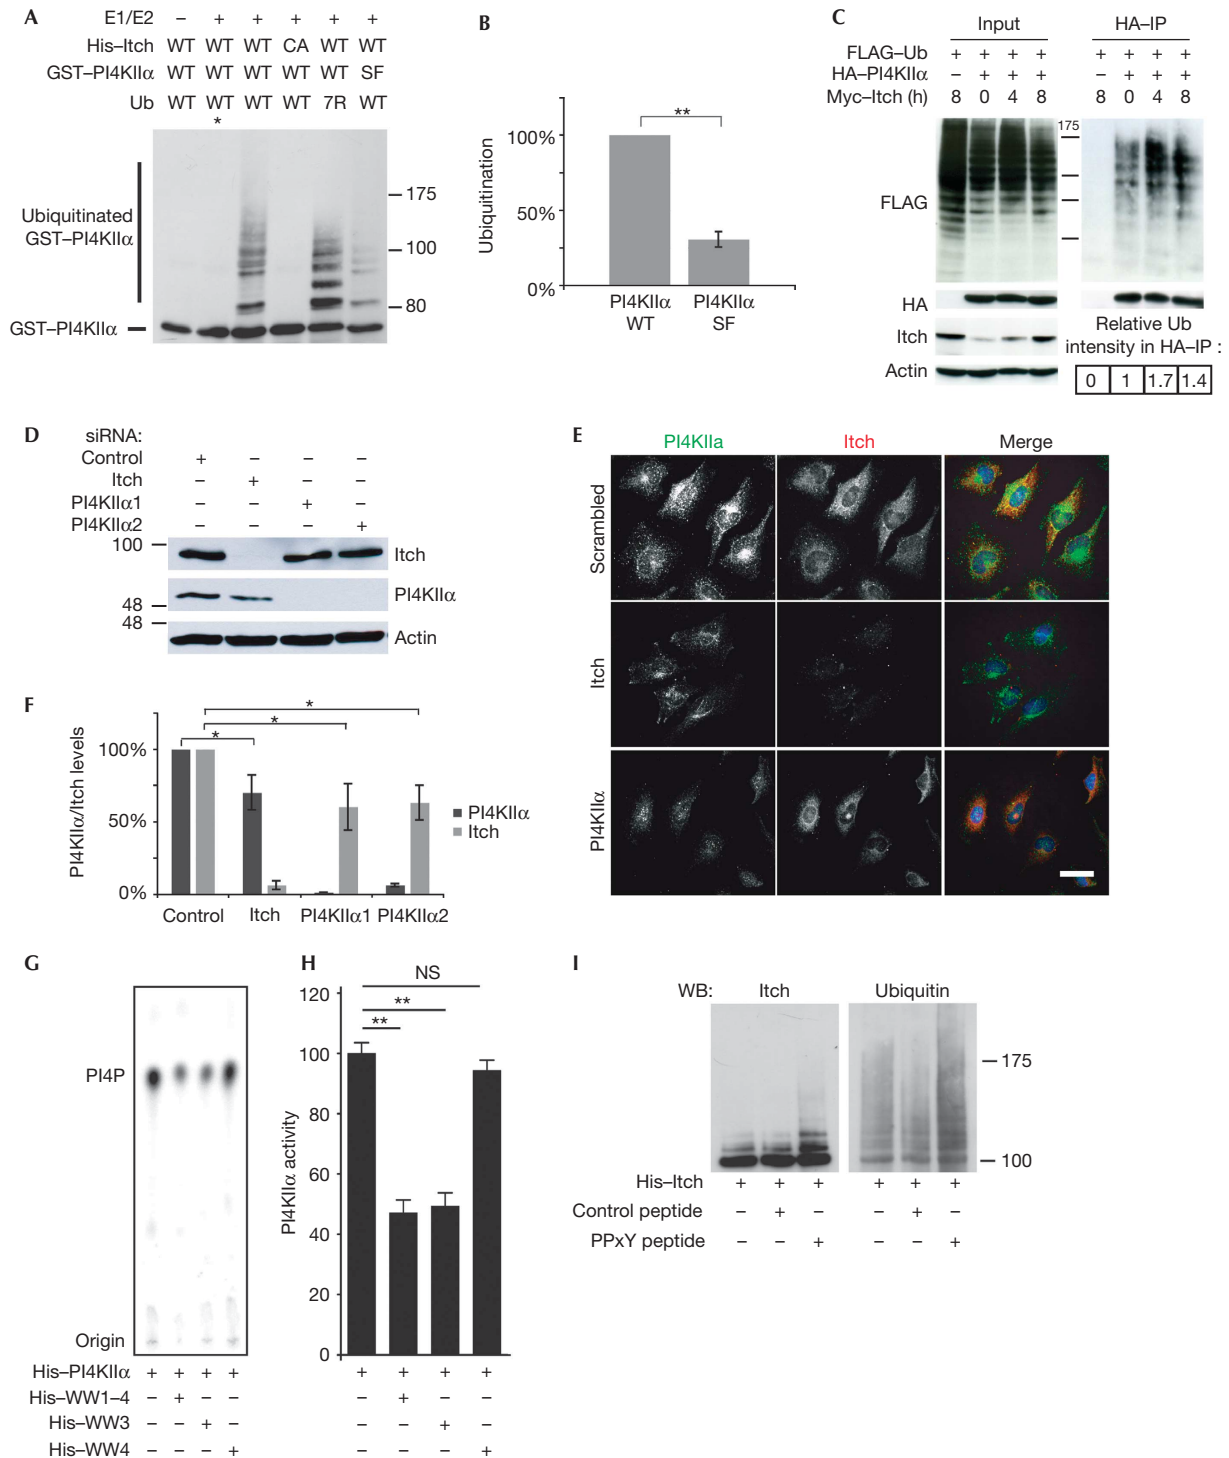 A
E1/E2 – + + + + +
His–Itch WT WT WT CA WT WT
GST–PI4KIIα WT WT WT WT WT SF
Ub WT WT WT WT 7R WT
*
Ubiquitinated
GST–PI4KIIα
175
100
80
GST–PI4KIIα
B
Ubiquitination
**
100%
50%
0%
PI4KIIα
WT
PI4KIIα
SF
C
Input HA–IP
FLAG–Ub + + + + + + + +
HA–PI4KIIα – + + + – + + +
Myc–Itch (h) 8 0 4 8 8 0 4 8
175
FLAG
HA
Itch
Actin
Relative Ub
intensity in HA–IP :
0 1 1.7 1.4
D
siRNA:
Control + – – –
Itch – + – –
PI4KIIα1 – – + –
PI4KIIα2 – – – +
100
Itch
PI4KIIα
48
48
Actin
E
PI4KIIa Itch Merge
Scrambled
Itch
PI4KIIα
F
PI4KIIα/Itch levels
*
*
*
100%
50%
0%
PI4KIIα
Itch
Control Itch PI4KIIα1 PI4KIIα2
G
PI4P
Origin
His–PI4KIIα + + + +
His–WW1–4 – + – –
His–WW3 – – + –
His–WW4 – – – +
H
PI4KIIα activity
NS
**
**
120
100
80
60
40
20
0
+ + + +
– + – –
– – + –
– – – +
I
WB: Itch Ubiquitin
175
100
His–Itch + + + + + +
Control peptide – + – – + –
PPxY peptide – – + – – +